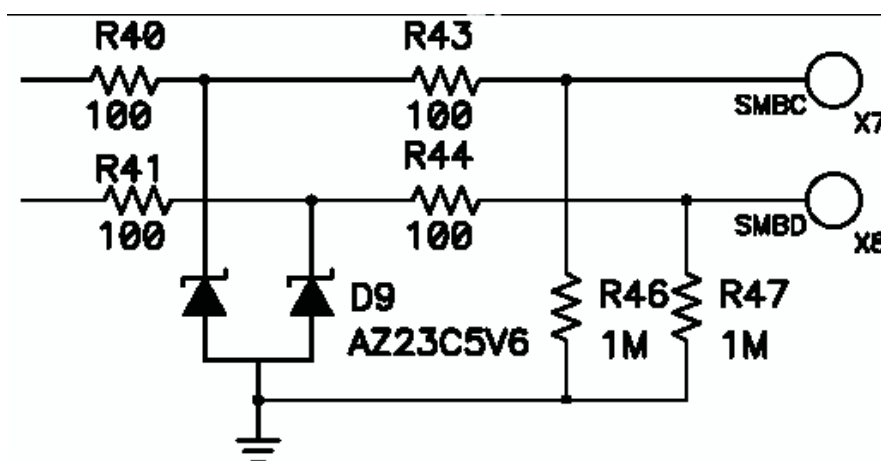 R40
R43
100
100
SMBC
X7
R41
R44
100
100
SMBD
X8
D9
AZ23C5V6
R46
R47
1M
1M